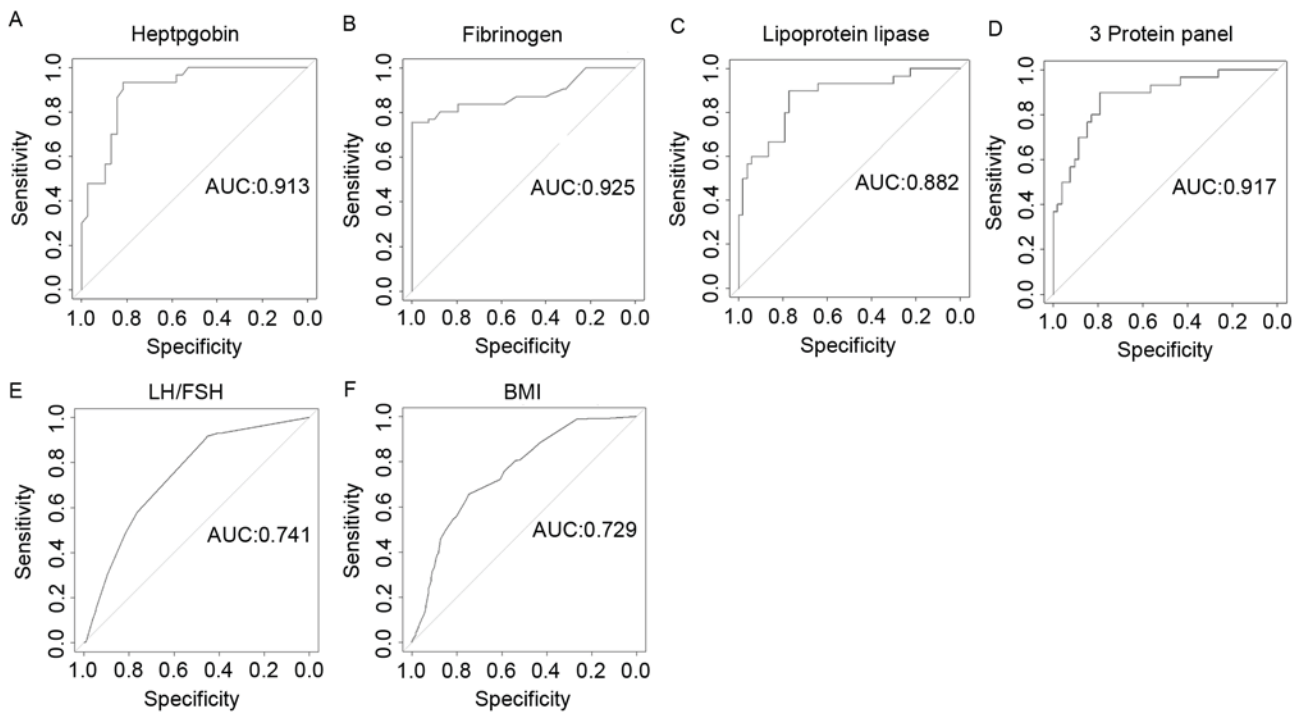 A
Heptpgobin
Sensitivity
1.0
0.8
0.6
0.4
0.2
0.0
AUC:0.913
1.0 0.8 0.6 0.4 0.2 0.0
Specificity
B
Fibrinogen
Sensitivity
1.0
0.8
0.6
0.4
0.2
0.0
AUC:0.925
1.0 0.8 0.6 0.4 0.2 0.0
Specificity
C
Lipoprotein lipase
Sensitivity
1.0
0.8
0.6
0.4
0.2
0.0
AUC:0.882
1.0 0.8 0.6 0.4 0.2 0.0
Specificity
D
3 Protein panel
Sensitivity
1.0
0.8
0.6
0.4
0.2
0.0
AUC:0.917
1.0 0.8 0.6 0.4 0.2 0.0
Specificity
E
LH/FSH
Sensitivity
1.0
0.8
0.6
0.4
0.2
0.0
AUC:0.741
1.0 0.8 0.6 0.4 0.2 0.0
Specificity
F
BMI
Sensitivity
1.0
0.8
0.6
0.4
0.2
0.0
AUC:0.729
1.0 0.8 0.6 0.4 0.2 0.0
Specificity